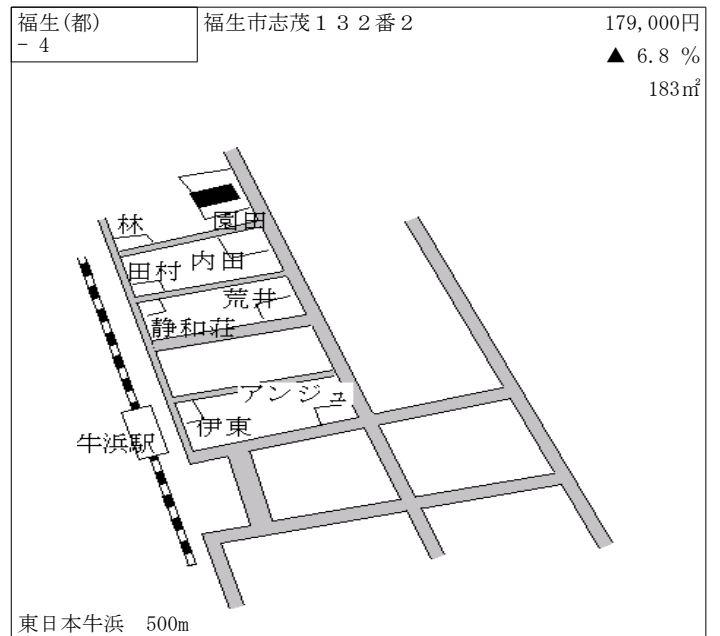 福生(都)
- 4
福生市志茂１３２番２
179,000円
▲ 6.8 %
183㎡
林
園田
田村
内田
荒井
静和荘
アンジュ
伊東
牛浜駅
東日本牛浜　500m